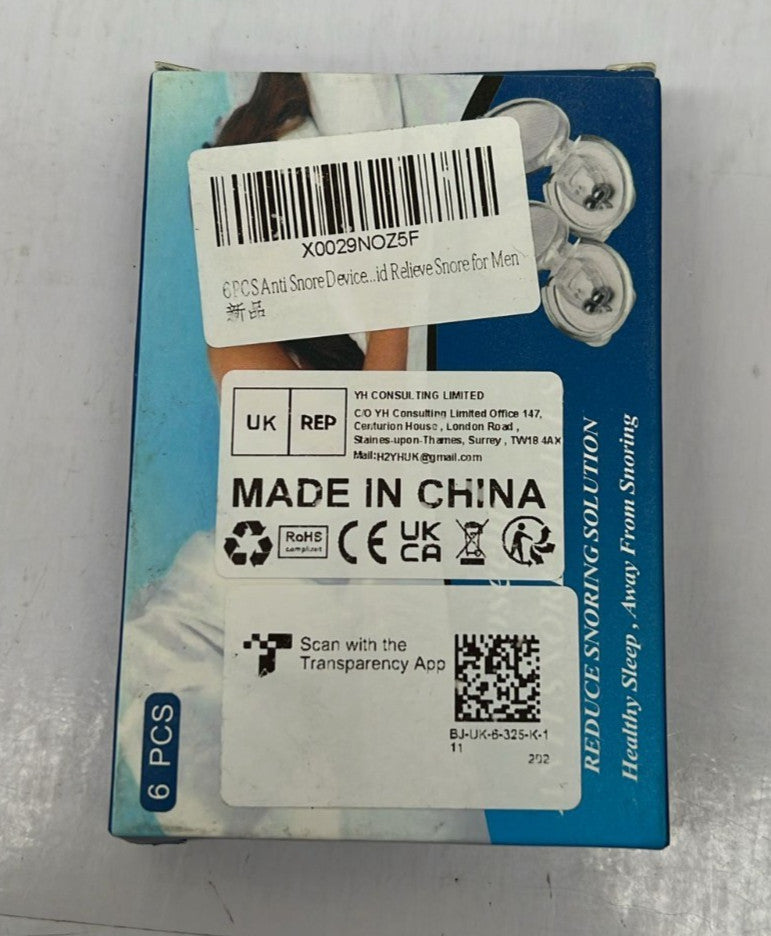 X0029NOZ5F
6PCS Anti Snore Device...id Relieve Snore for Men
新品
UK REP
YH CONSULTING LIMITED
C/O YH Consulting Limited Office 147,
Centurion House , London Road ,
Staines-upon-Thames, Surrey , TW18 4AX
Mail:H2YHUK@gmail.com
MADE IN CHINA
RoHS
compliant
CE
UK
CA
Scan with the
Transparency App
BJ-UK-6-325-K-1
11
202
6 PCS
REDUCE SNORING SOLUTION
Healthy Sleep , Away From Snoring